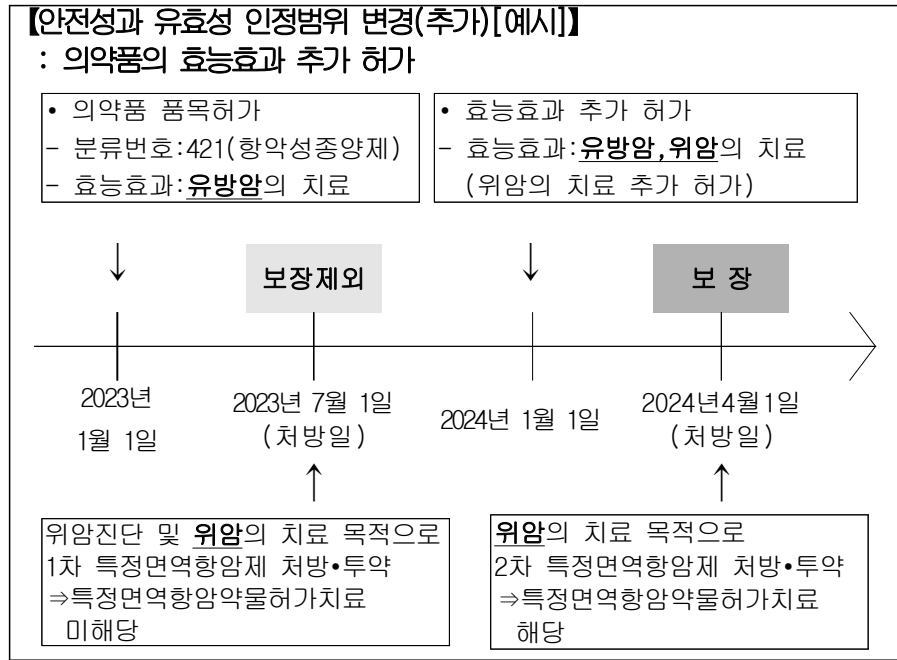 【안전성과 유효성 인정범위 변경(추가)[예시]】
: 의약품의 효능효과 추가 허가
• 의약품 품목허가
- 분류번호:421(항악성종양제)
- 효능효과:유방암의 치료
• 효능효과 추가 허가
- 효능효과:유방암,위암의 치료
(위암의 치료 추가 허가)
↓
보장제외
↓
보 장
2023년
1월 1일
2023년 7월 1일
(처방일)
2024년 1월 1일
2024년4월1일
(처방일)
↑
↑
위암진단 및 위암의 치료 목적으로
1차 특정면역항암제 처방•투약
⇒특정면역항암약물허가치료
미해당
위암의 치료 목적으로
2차 특정면역항암제 처방•투약
⇒특정면역항암약물허가치료
해당